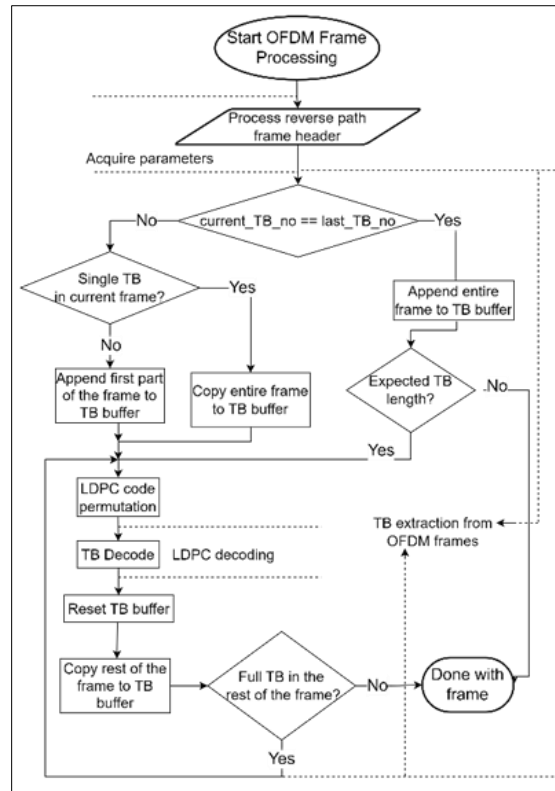 Start OFDM Frame
Processing
Process reverse path
frame header
Acquire parameters
current_TB_no == last_TB_no
No
Yes
Single TB
in current frame?
Yes
No
Append entire
frame to TB buffer
Append first part
of the frame to
TB buffer
Copy entire frame
to TB buffer
Expected TB
length?
No
Yes
LDPC code
permutation
TB Decode
LDPC decoding
TB extraction from
OFDM frames
Reset TB buffer
Copy rest of the
frame to TB
buffer
Full TB in the
rest of the frame?
No
Done with
frame
Yes